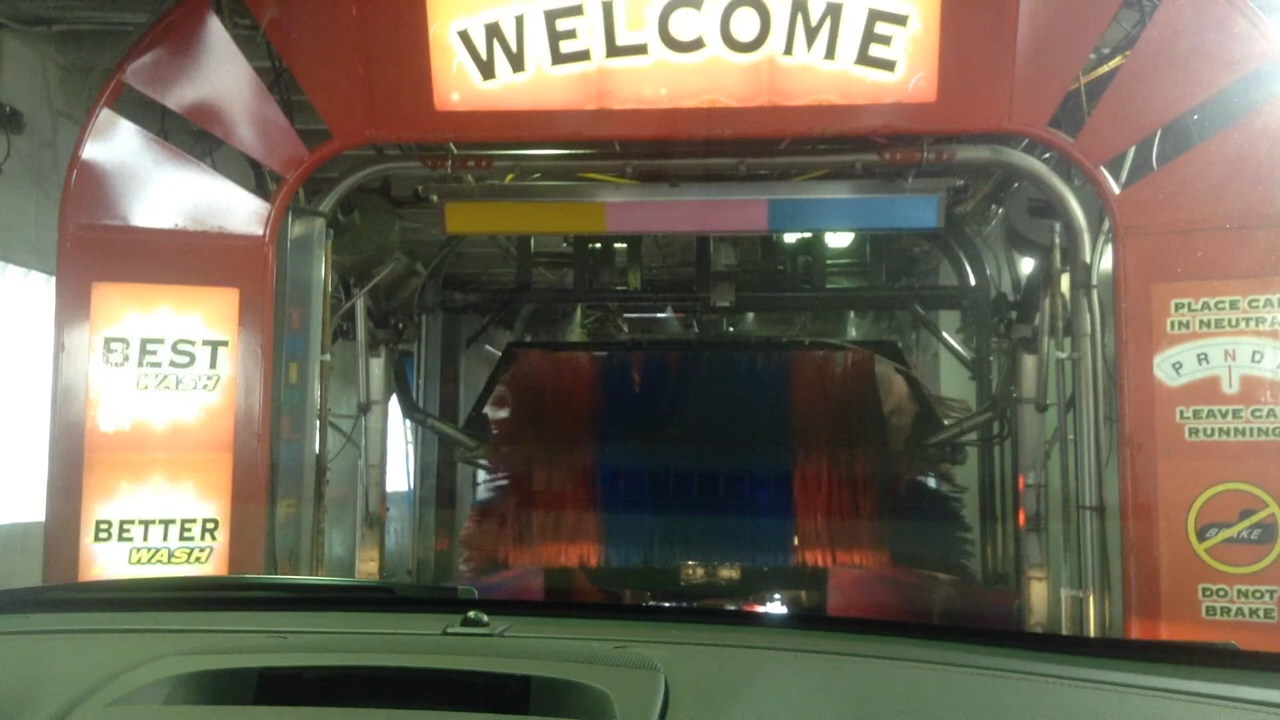 WELCOME
BEST
WASH
BETTER
WASH
PLACE CA
IN NEUTRA
P R N D
LEAVE CA
RUNNING
BRAKE
DO NOT
BRAKE